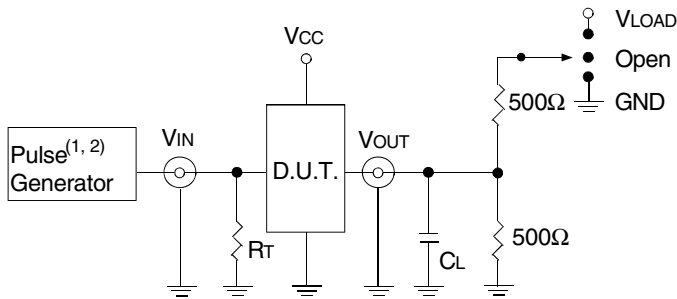 VLOAD
VCC
Open
500Ω
GND
VIN
VOUT
Pulse(1, 2)
Generator
D.U.T.
RT
CL
500Ω